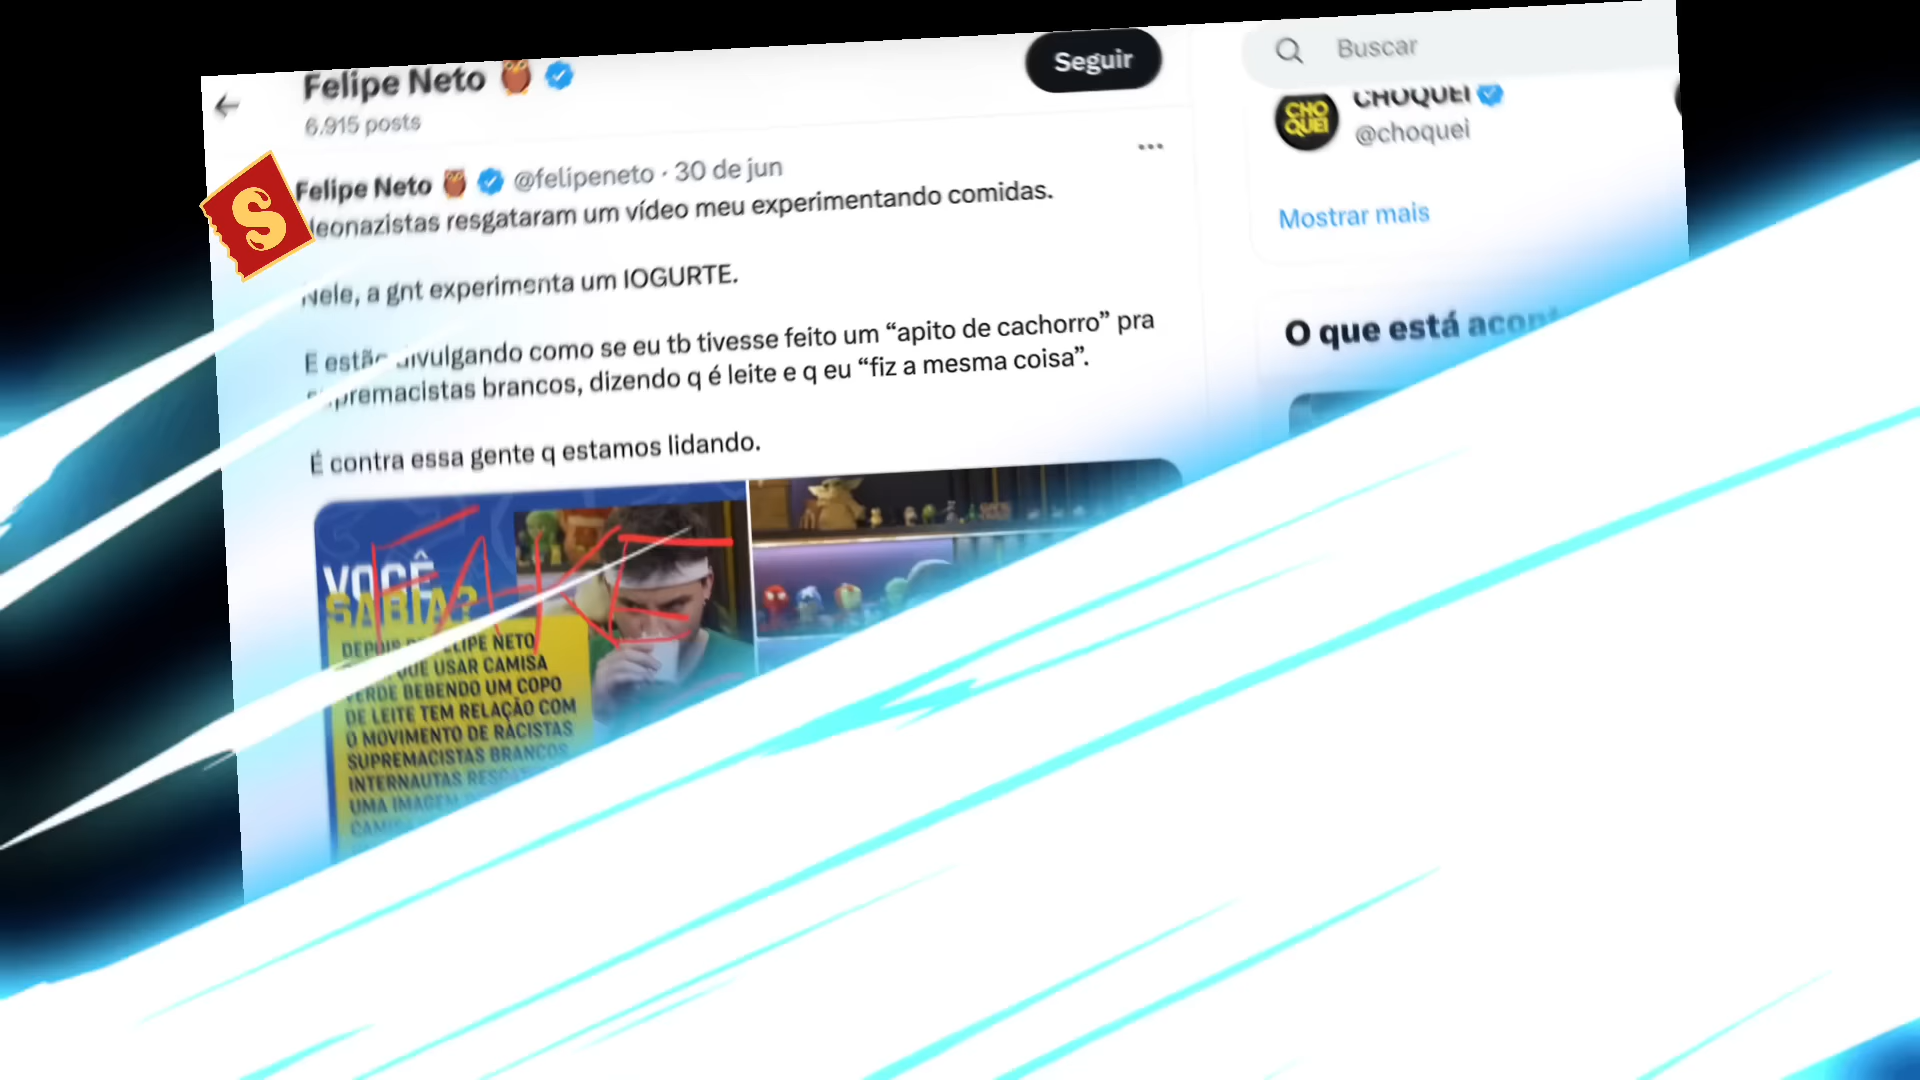 Felipe Neto
6.915 posts
Seguir
Buscar
CHOQUEI
@choquei
Mostrar mais
O que está
Felipe Neto @felipeneto · 30 de jun
resgataram um vídeo meu experimentando comidas.
Nele, a gnt experimenta um IOGURTE.
E estão divulgando como se eu tb tivesse feito um “apito de cachorro” pra
supremacistas brancos, dizendo q é leite e q eu “fiz a mesma coisa”.
É contra essa gente q estamos lidando.
FAKE
VOCÊ
SABIA?
NETO
QUE USAR CAMISA
VERDE BEBENDO UM COPO
DE LEITE TEM RELAÇÃO COM
O MOVIMENTO DE RACISTAS
SUPREMACISTAS BRANCOS
INTERNAUTAS
UMA IMAGEM
CHO
QUEI
S